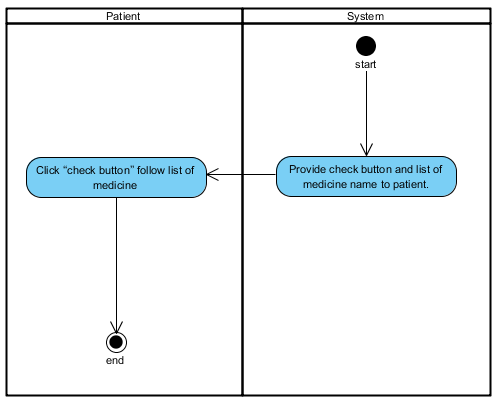 Patient
System
start
Click “check button” follow list of
medicine
Provide check button and list of
medicine name to patient.
end